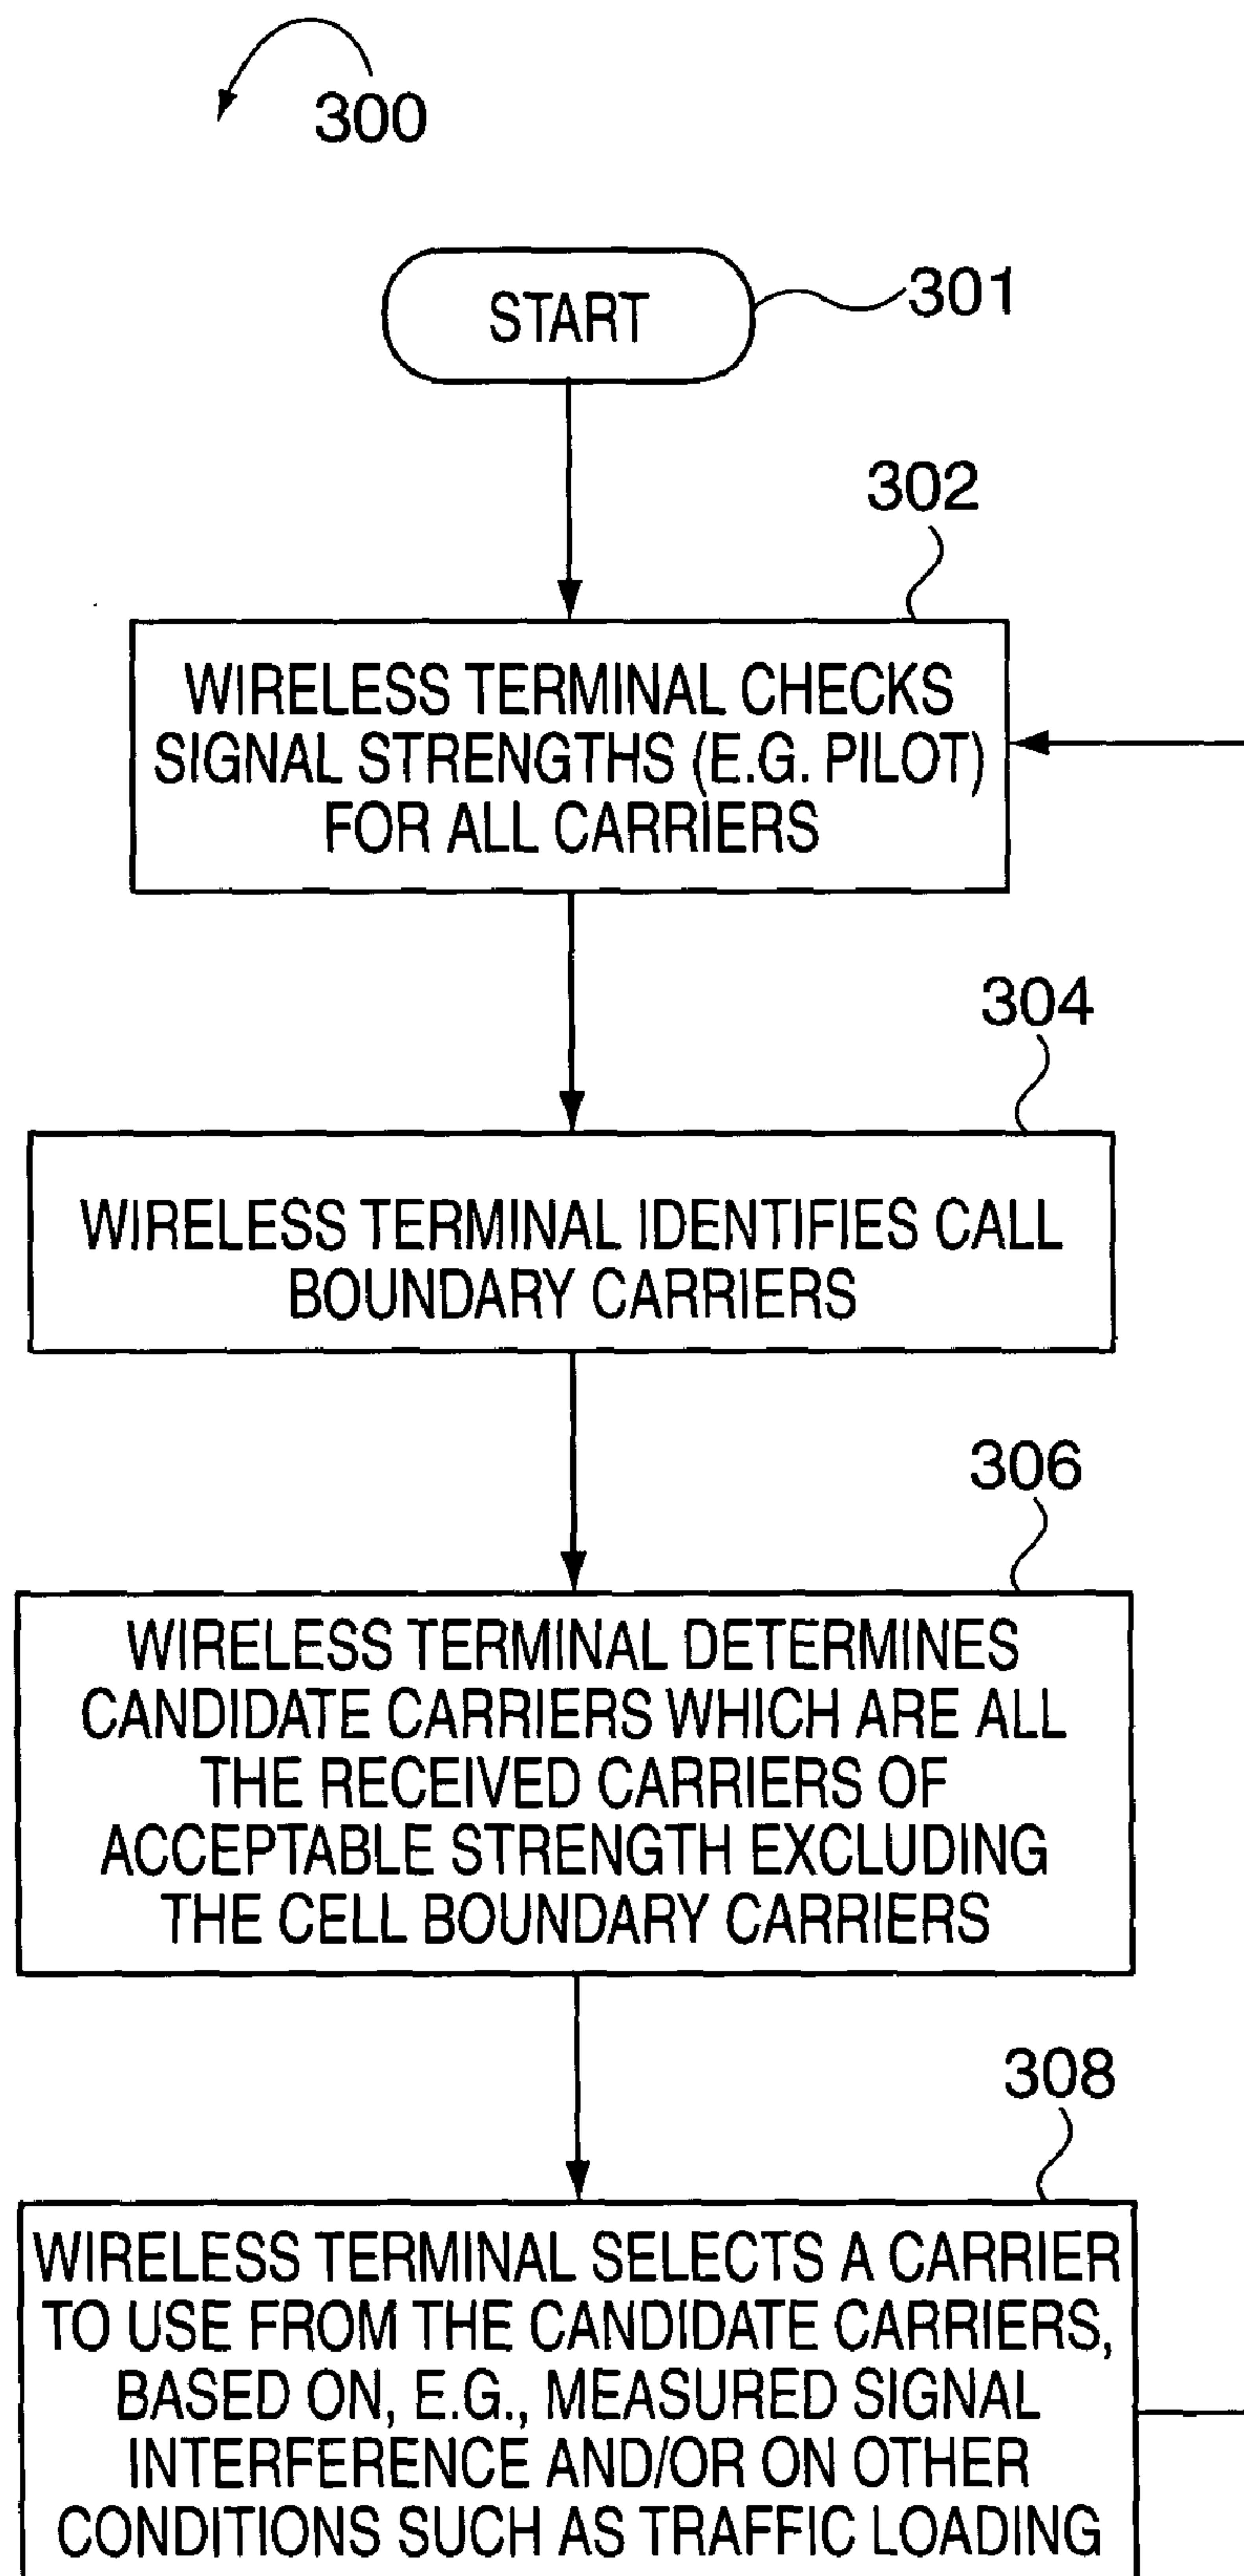 300
START
301
302
WIRELESS TERMINAL CHECKS
SIGNAL STRENGTHS (E.G. PILOT)
FOR ALL CARRIERS
304
WIRELESS TERMINAL IDENTIFIES CALL
BOUNDARY CARRIERS
306
WIRELESS TERMINAL DETERMINES
CANDIDATE CARRIERS WHICH ARE ALL
THE RECEIVED CARRIERS OF
ACCEPTABLE STRENGTH EXCLUDING
THE CELL BOUNDARY CARRIERS
308
WIRELESS TERMINAL SELECTS A CARRIER
TO USE FROM THE CANDIDATE CARRIERS,
BASED ON, E.G., MEASURED SIGNAL
INTERFERENCE AND/OR ON OTHER
CONDITIONS SUCH AS TRAFFIC LOADING